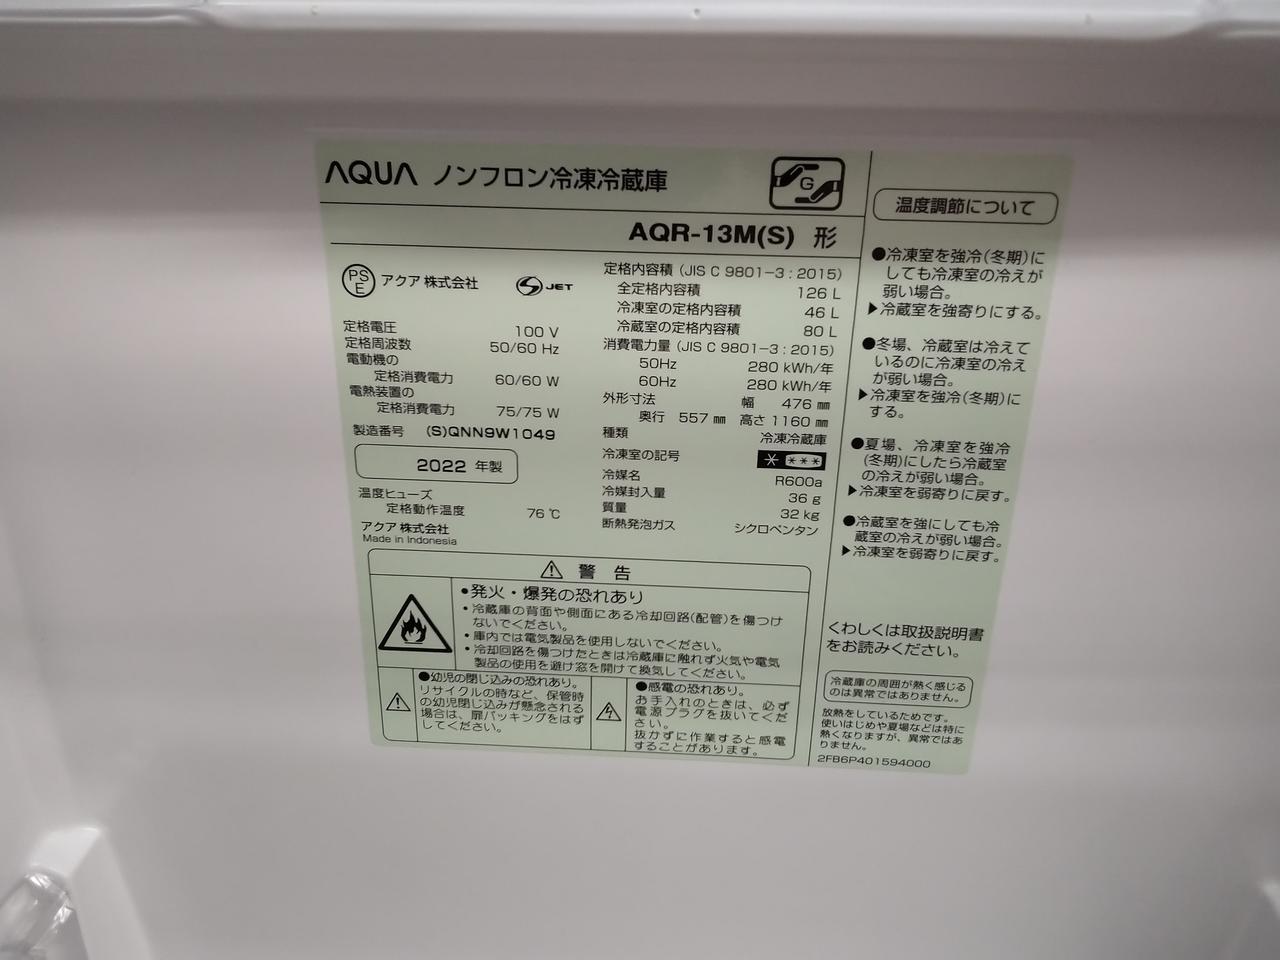 AQUA ノンフロン冷凍冷蔵庫
G
AQR-13M(S) 形
PS
E
アクア 株式会社
S JET
定格電圧 100 V
定格周波数 50/60 Hz
電動機の
定格消費電力 60/60 W
電熱装置の
定格消費電力 75/75 W
製造番号 (S)QNN9W1049
2022 年製
温度ヒューズ
定格動作温度 76 ℃
アクア 株式会社
Made in Indonesia
定格内容積 (JIS C 9801-3 : 2015)
全定格内容積 126 L
冷凍室の定格内容積 46 L
冷蔵室の定格内容積 80 L
消費電力量 (JIS C 9801-3 : 2015)
50Hz 280 kWh/年
60Hz 280 kWh/年
外形寸法 幅 476 mm
奥行 557 mm 高さ 1160 mm
種類 冷凍冷蔵庫
冷凍室の記号 * ***
冷媒名 R600a
冷媒封入量 36 g
質量 32 kg
断熱発泡ガス シクロペンタン
⚠ 警 告
•発火・爆発の恐れあり
・冷蔵庫の背面や側面にある冷却回路(配管)を傷つけ
ないでください。
・庫内では電気製品を使用しないでください。
・冷却回路を傷つけたときは冷蔵庫に触れず火気や電気
製品の使用を避け窓を開けて換気してください。
●幼児の閉じ込みの恐れあり。
リサイクルの時など、保管時
の幼児閉じ込みが懸念される
場合は、扉パッキングをはず
してください。
●感電の恐れあり。
お手入れのときは、必ず
電源プラグを抜いてくだ
さい。
抜かずに作業すると感電
することがあります。
温度調節について
●冷凍室を強冷(冬期)に
しても冷凍室の冷えが
弱い場合。
▶冷蔵室を強寄りにする。
●冬場、冷蔵室は冷えて
いるのに冷凍室の冷え
が弱い場合。
▶冷凍室を強冷(冬期)に
する。
●夏場、冷凍室を強冷
(冬期)にしたら冷蔵室
の冷えが弱い場合。
▶冷凍室を弱寄りに戻す。
●冷蔵室を強にしても冷
蔵室の冷えが弱い場合。
▶冷凍室を弱寄りに戻す。
くわしくは取扱説明書
をお読みください。
冷蔵庫の周囲が熱く感じる
のは異常ではありません。
放熱をしているためです。
使いはじめや夏場などは特に
熱くなりますが、異常ではあ
りません。
2FB6P401594000